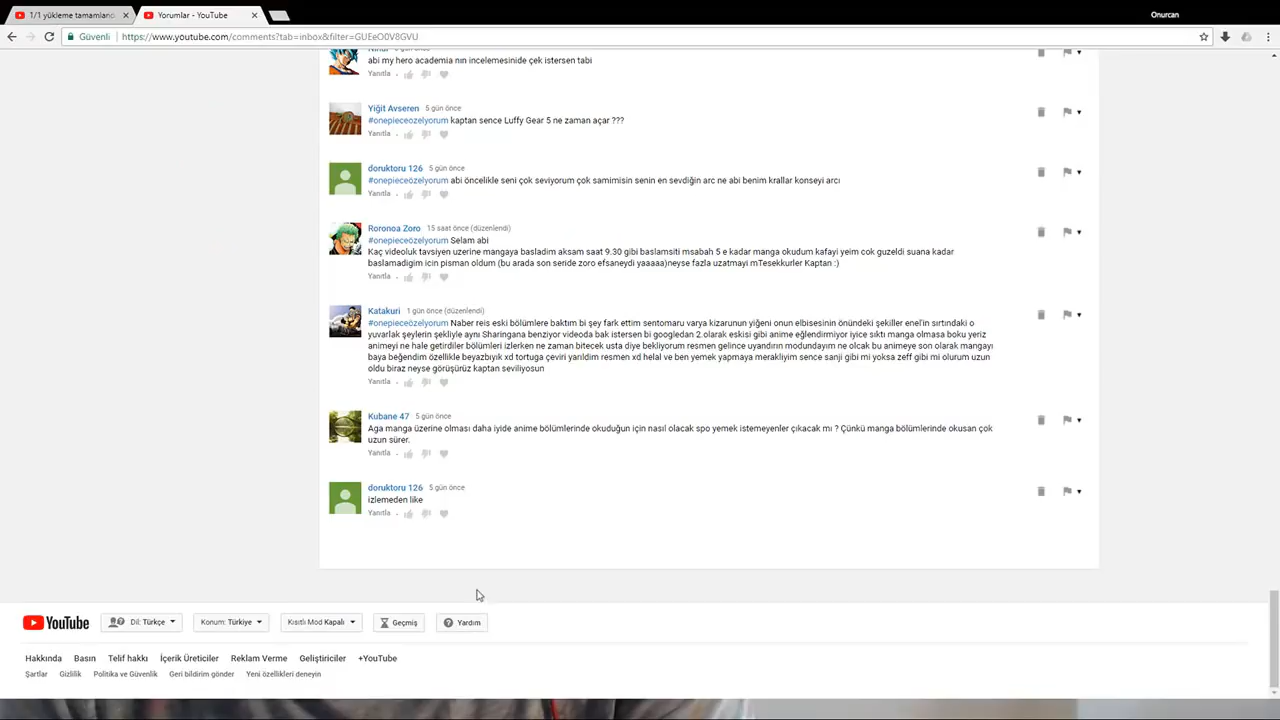 1/1 yükleme tamamlano
Yorumlar - YouTube
Onurcan
Güvenli
https://www.youtube.com/comments?tab=inbox&filter=GUEeO0V8GVU
abi my hero academia nın incelemesinide çek istersen tabi
Yanıtla
Yiğit Avseren 5 gün önce
#onepieceozelyorum kaptan sence Luffy Gear 5 ne zaman açar ???
Yanıtla
doruktoru 126 5 gün önce
#onepieceözelyorum abi öncelikle seni çok seviyorum çok samimisin senin en sevdiğin arc ne abi benim krallar konseyi arcı
Yanıtla
Roronoa Zoro 15 saat önce (düzenlendi)
#onepieceözelyorum Selam abi
Kaç videoluk tavsiyen uzerine mangaya basladim aksam saat 9.30 gibi baslamsiti msabah 5 e kadar manga okudum kafayi yeim cok guzeldi suana kadar
baslamadigim icin pisman oldum (bu arada son seride zoro efsaneydi yaaaaa)neyse fazla uzatmayi mTesekkurler Kaptan :)
Yanıtla
Katakuri 1 gün önce (düzenlendi)
#onepieceözelyorum Naber reis eski bölümlere baktım bi şey fark ettim sentomaru varya kizarunun yiğeni onun elbisesinin önündeki şekiller enel'in sırtındaki o
yuvarlak şeylerin şekliyle aynı Sharingana benziyor videoda bak istersen bi googledan 2.olarak eskisi gibi anime eğlendirmiyor iyice sıktı manga olmasa boku yeriz
animeyi ne hale getirdiler bölümleri izlerken ne zaman bitecek usta diye bekliyorum resmen gelince uyandırın modundayım ne olcak bu animeye son olarak mangayı
baya beğendim özellikle beyazbıyık xd tortuga çeviri yarıldım resmen xd helal ve ben yemek yapmaya merakliyim sence sanji gibi mi yoksa zeff gibi mi olurum uzun
oldu biraz neyse görüşürüz kaptan seviliyosun
Yanıtla
Kubane 47 5 gün önce
Aga manga üzerine olması daha iyide anime bölümlerinde okuduğun için nasıl olacak spo yemek istemeyenler çıkacak mı ? Çünkü manga bölümlerinde okusan çok
uzun sürer.
Yanıtla
doruktoru 126 5 gün önce
izlemeden like
Yanıtla
YouTube
Dil: Türkçe
Konum: Türkiye
Kısıtlı Mod Kapalı
Geçmiş
Yardım
Hakkında Basın Telif hakkı İçerik Üreticiler Reklam Verme Geliştiriciler +YouTube
Şartlar Gizlilik Politika ve Güvenlik Geri bildirim gönder Yeni özellikleri deneyin